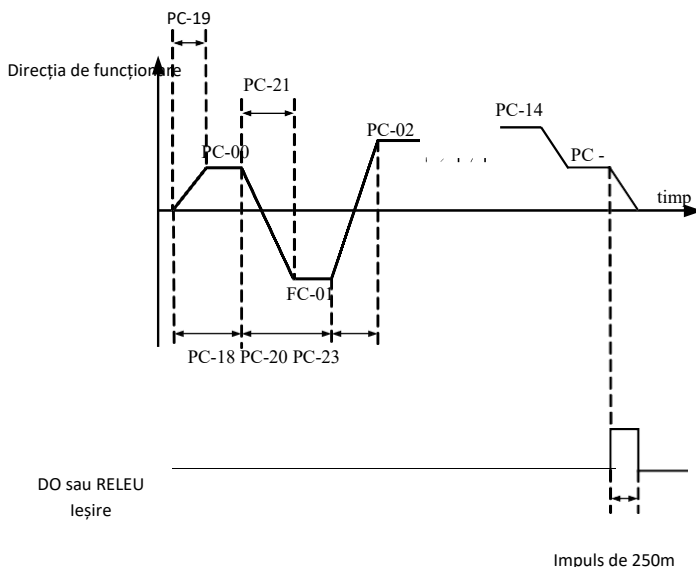 PC-19
Direcția de funcționare
PC-21
PC-14
PC-02
PC-00
PC -
timp
FC-01
PC-18 PC-20 PC-23
DO sau RELEU
Ieșire
Impuls de 250m